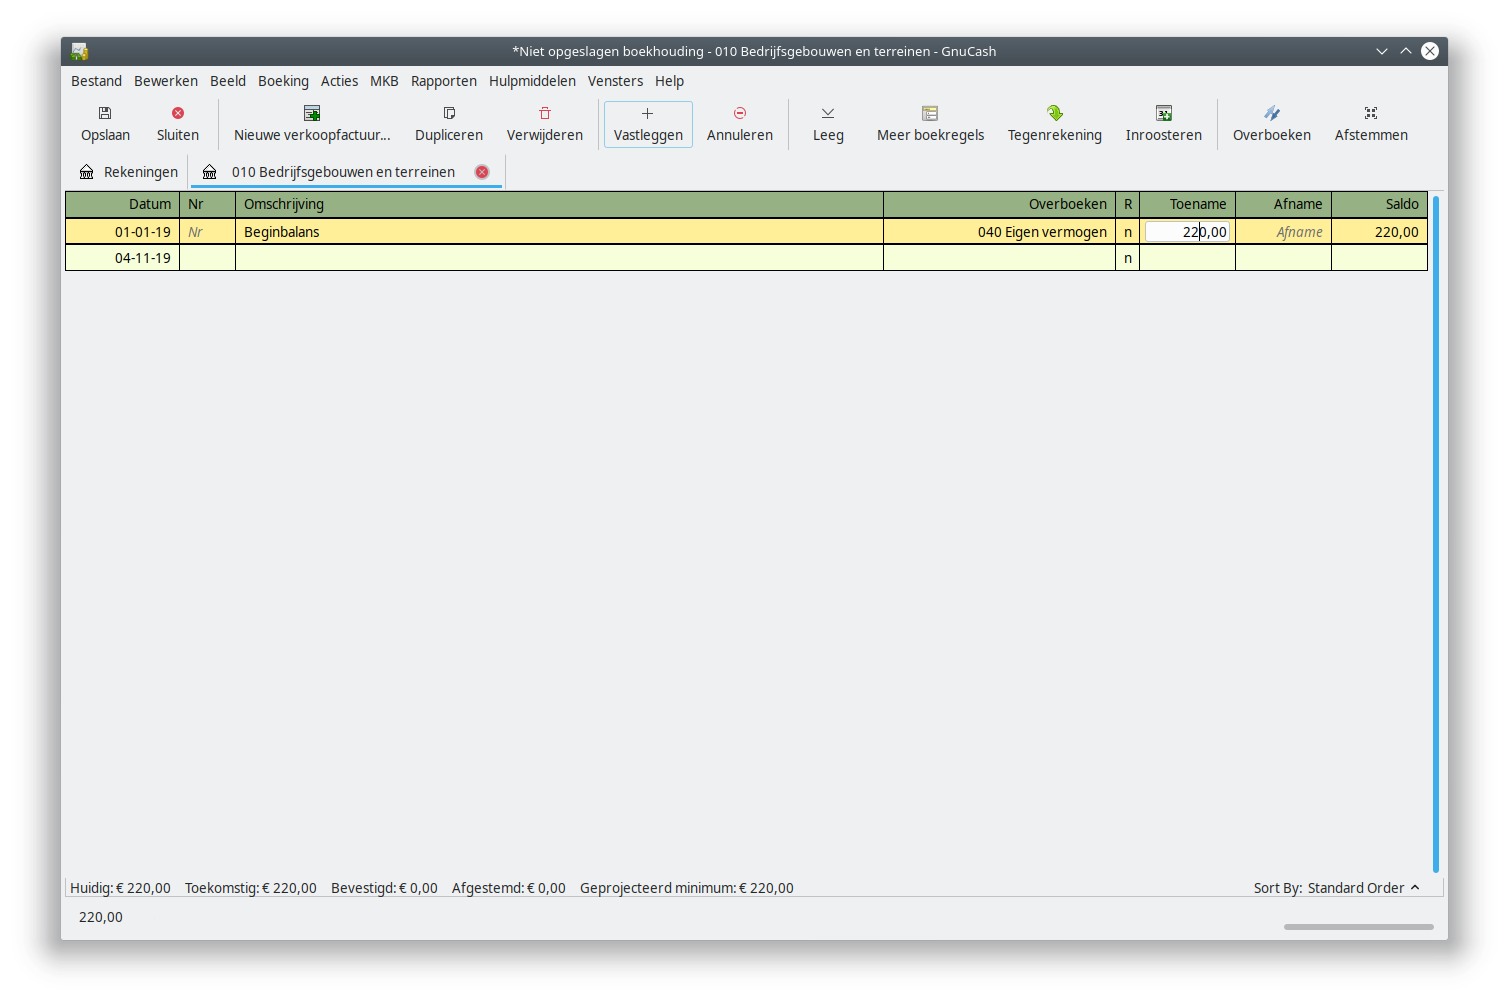 *Niet opgeslagen boekhouding - 010 Bedrijfsgebouwen en terreinen - GnuCash
Bestand Bewerken Beeld Boeking Acties MKB Rapporten Hulpmiddelen Vensters Help
Opslaan Sluiten Nieuwe verkoopfactuur... Dupliceren Verwijderen Vastleggen Annuleren Leeg Meer boekregels Tegenrekening Inroosteren Overboeken Afstemmen
Rekeningen 010 Bedrijfsgebouwen en terreinen
Datum Nr Omschrijving Overboeken R Toename Afname Saldo
01-01-19 Nr Beginbalans 040 Eigen vermogen n 220,00 Afname 220,00
04-11-19 n
Huidig: € 220,00 Toekomstig: € 220,00 Bevestigd: € 0,00 Afgestemd: € 0,00 Geprojecteerd minimum: € 220,00 Sort By: Standard Order
220,00